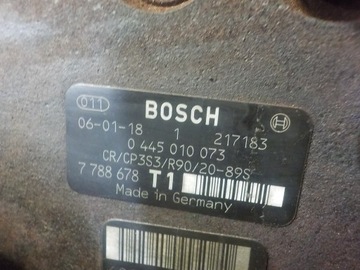 011
BOSCH
06-01-18 1 217183
0 445 010 073
CR/CP3S3/R90/20-89S
7 788 678 T1
Made in Germany